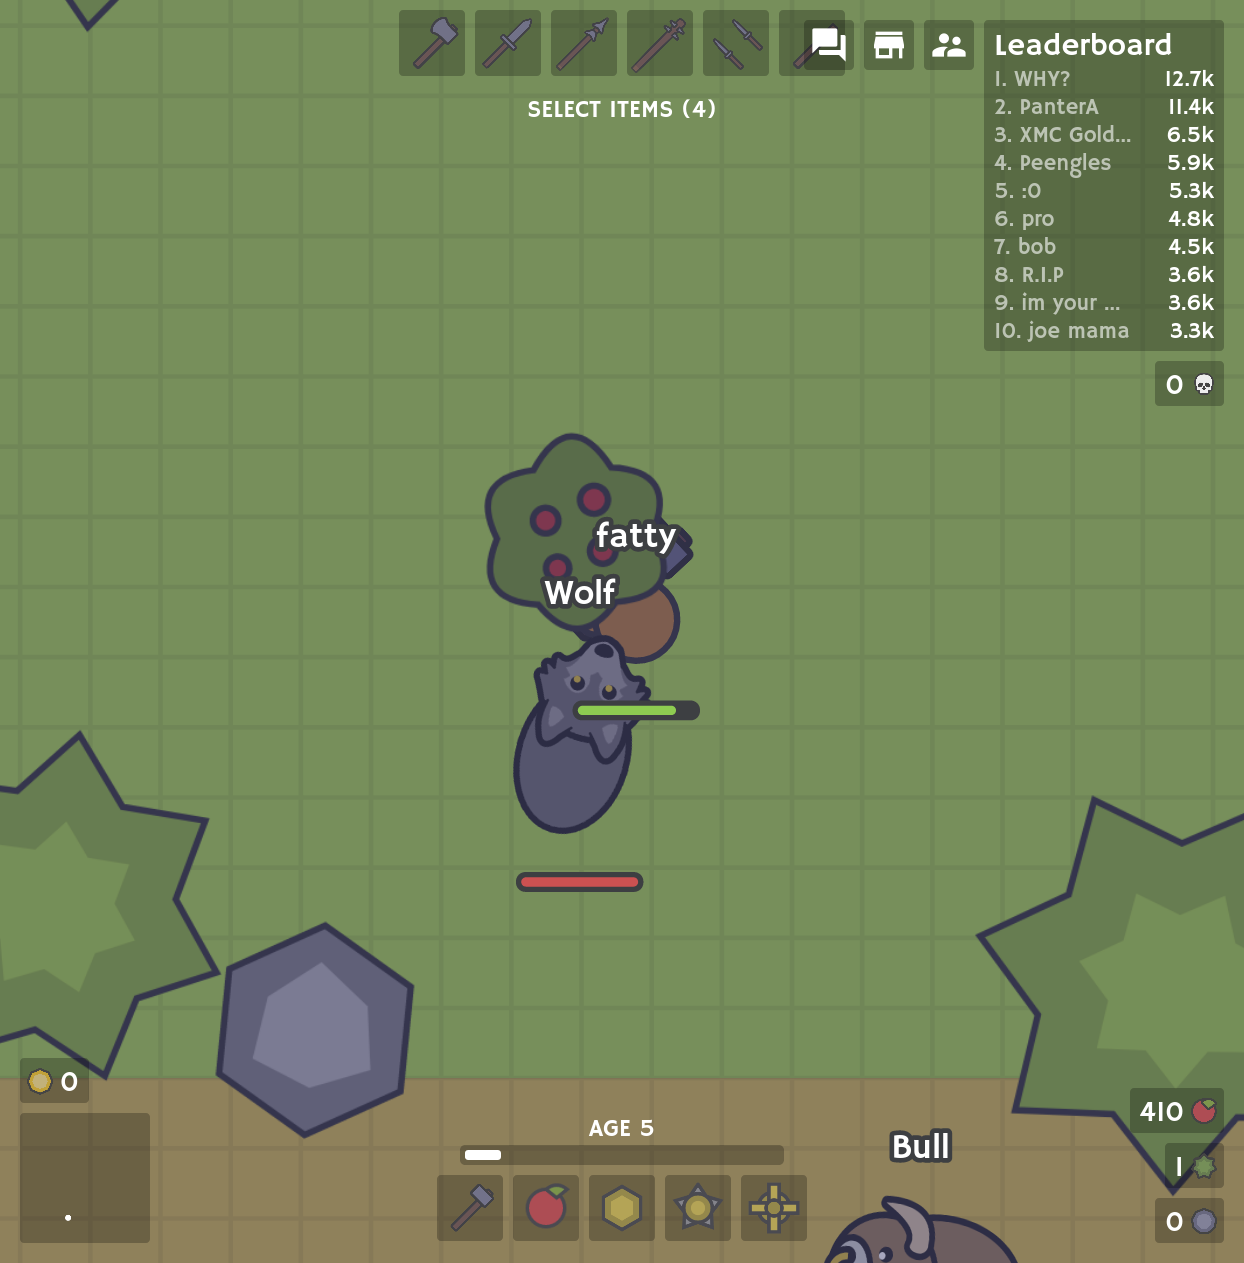 SELECT ITEMS (4)
Leaderboard
1. WHY? 12.7k
2. PanterA 11.4k
3. XMC Gold... 6.5k
4. Peengles 5.9k
5. :0 5.3k
6. pro 4.8k
7. bob 4.5k
8. R.I.P 3.6k
9. im your ... 3.6k
10. joe mama 3.3k
0
fatty
Wolf
0
410
AGE 5
Bull
1
0